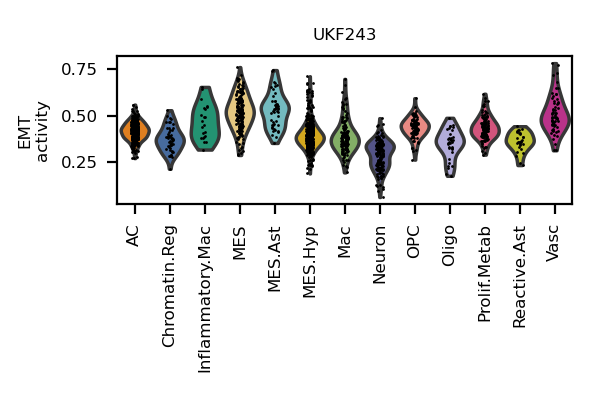 UKF243
EMT
activity
0.75
0.50
0.25
AC
Chromatin.Reg
Inflammatory.Mac
MES
MES.Ast
MES.Hyp
Mac
Neuron
OPC
Oligo
Prolif.Metab
Reactive.Ast
Vasc